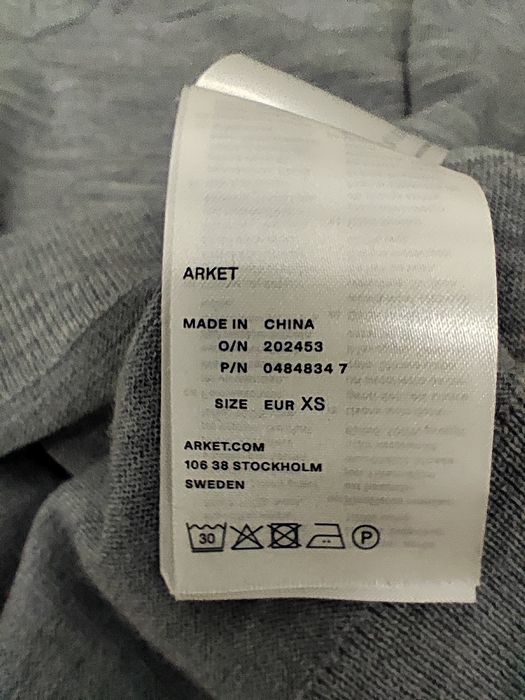 ARKET
MADE IN CHINA
O/N 202453
P/N 0484834 7
SIZE EUR XS
ARKET.COM
106 38 STOCKHOLM
SWEDEN
30 P